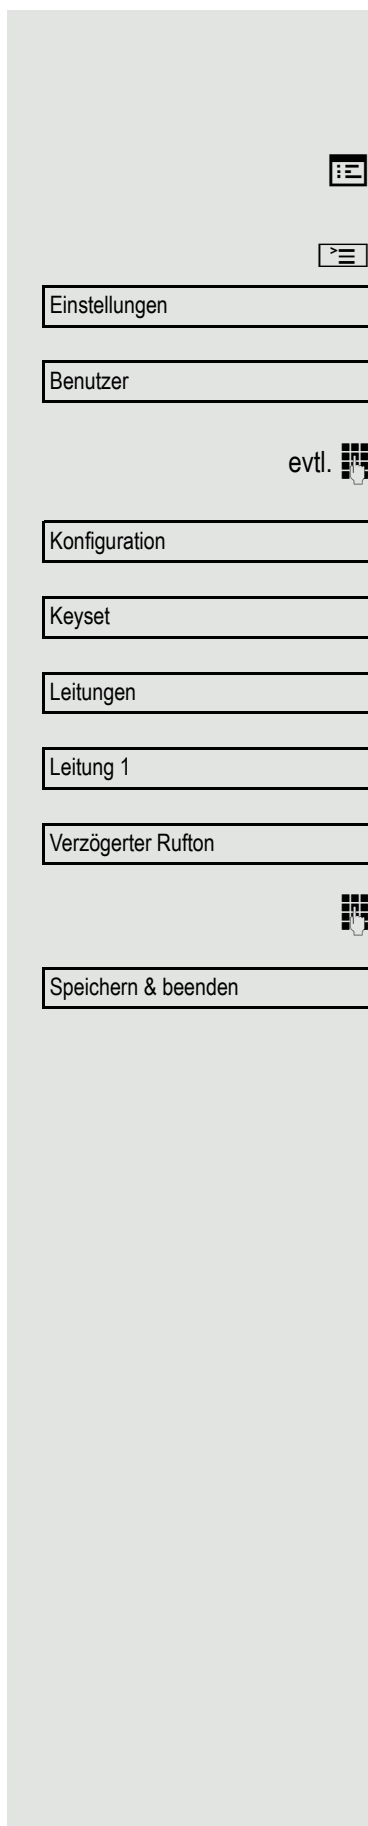 Einstellungen
Benutzer
evtl.
Konfiguration
Keyset
Leitungen
Leitung 1
Verzögerter Rufton
Speichern & beenden